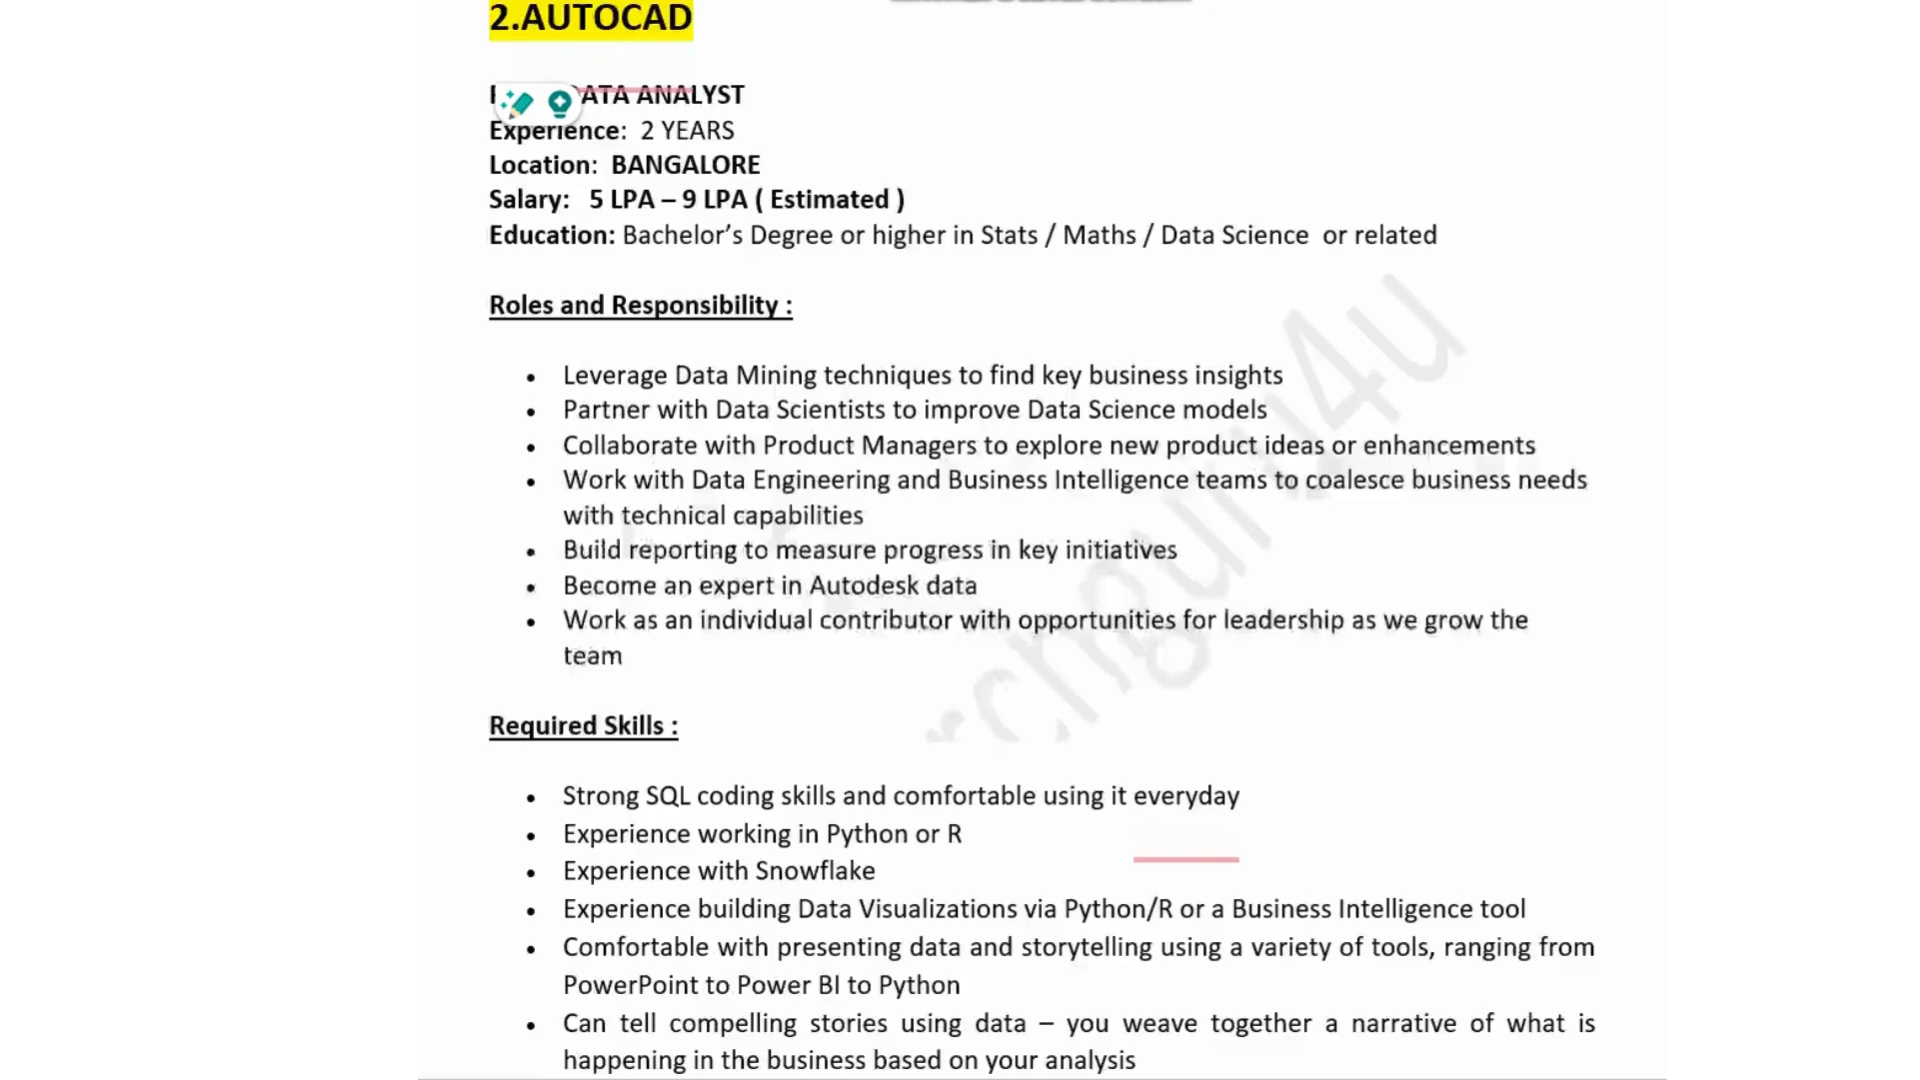 2.AUTOCAD
ATA ANALYST
Experience: 2 YEARS
Location: BANGALORE
Salary: 5 LPA – 9 LPA ( Estimated )
Education: Bachelor’s Degree or higher in Stats / Maths / Data Science or related
Roles and Responsibility :
• Leverage Data Mining techniques to find key business insights
• Partner with Data Scientists to improve Data Science models
• Collaborate with Product Managers to explore new product ideas or enhancements
• Work with Data Engineering and Business Intelligence teams to coalesce business needs
with technical capabilities
• Build reporting to measure progress in key initiatives
• Become an expert in Autodesk data
• Work as an individual contributor with opportunities for leadership as we grow the
team
Required Skills :
• Strong SQL coding skills and comfortable using it everyday
• Experience working in Python or R
• Experience with Snowflake
• Experience building Data Visualizations via Python/R or a Business Intelligence tool
• Comfortable with presenting data and storytelling using a variety of tools, ranging from
PowerPoint to Power BI to Python
• Can tell compelling stories using data – you weave together a narrative of what is
happening in the business based on your analysis